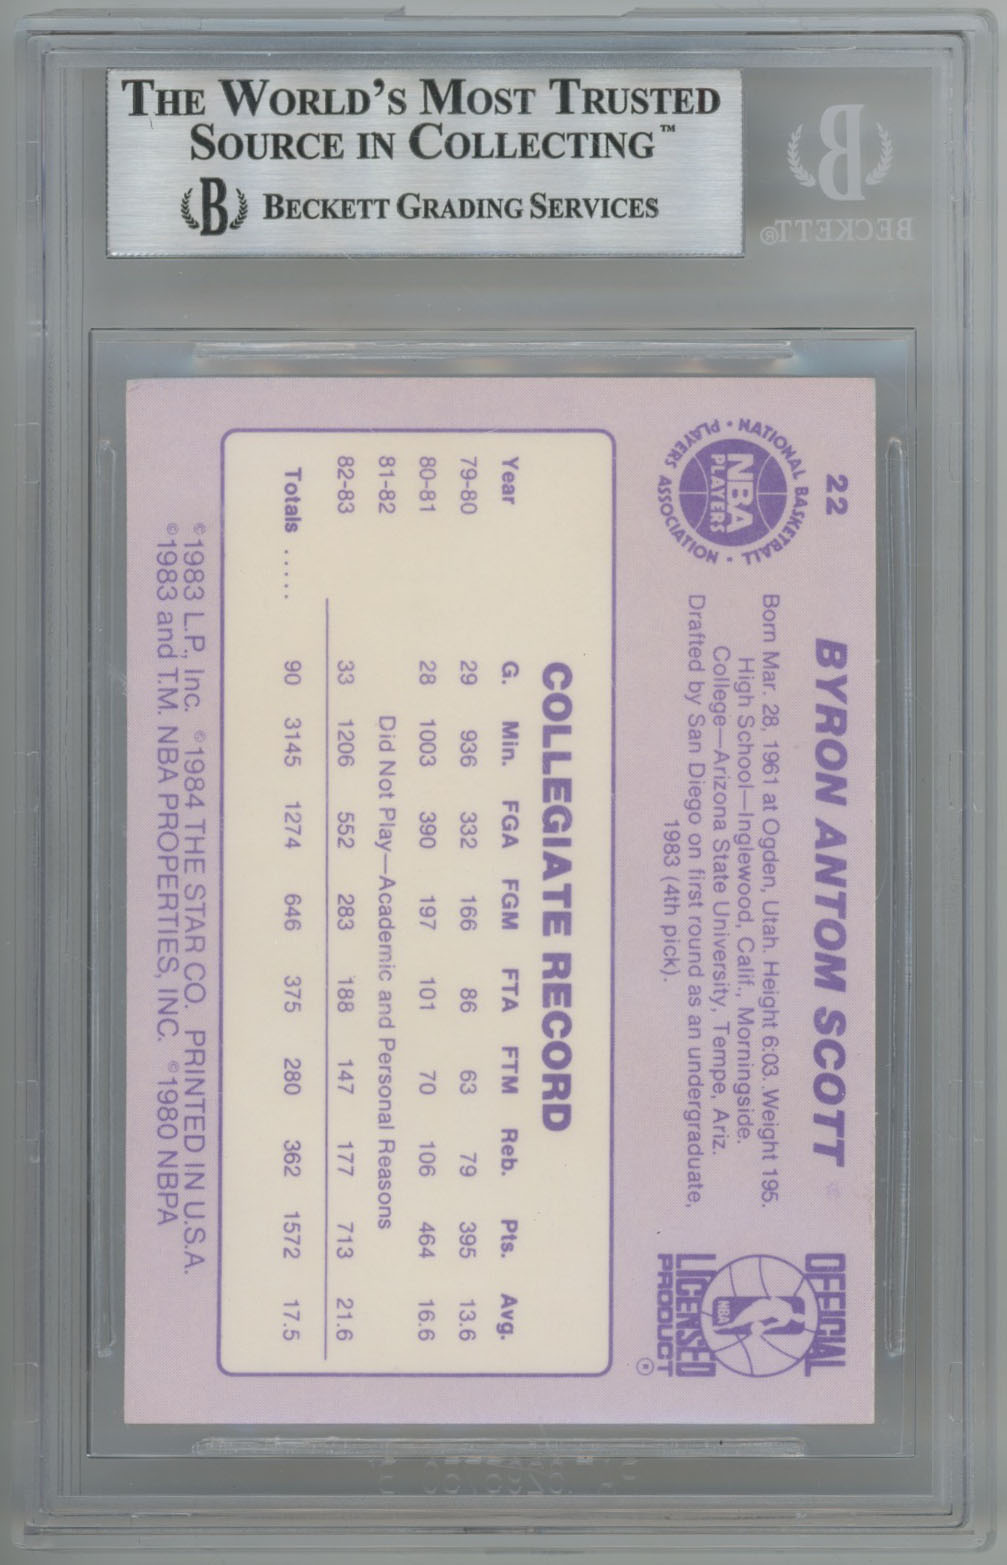 THE WORLD'S MOST TRUSTED
SOURCE IN COLLECTING™
B BECKETT GRADING SERVICES
B
BECKETT®
22
BYRON ANTOM SCOTT
NATIONAL BASKETBALL
PLAYERS ASSOCIATION
NBA
PLAYERS
Born Mar. 28, 1961 at Ogden, Utah. Height 6:03. Weight 195.
High School—Inglewood, Calif., Morningside.
College—Arizona State University, Tempe, Ariz.
Drafted by San Diego on first round as an undergraduate,
1983 (4th pick).
OFFICIAL
NBA
LICENSED
PRODUCT ®
COLLEGIATE RECORD
Year G. Min. FGA FGM FTA FTM Reb. Pts. Avg.
79-80 29 936 332 166 86 63 79 395 13.6
80-81 28 1003 390 197 101 70 106 464 16.6
81-82 Did Not Play—Academic and Personal Reasons
82-83 33 1206 552 283 188 147 177 713 21.6
Totals ...... 90 3145 1274 646 375 280 362 1572 17.5
©1983 L.P., Inc. ©1984 THE STAR CO. PRINTED IN U.S.A.
©1983 and T.M. NBA PROPERTIES, INC. ©1980 NBPA